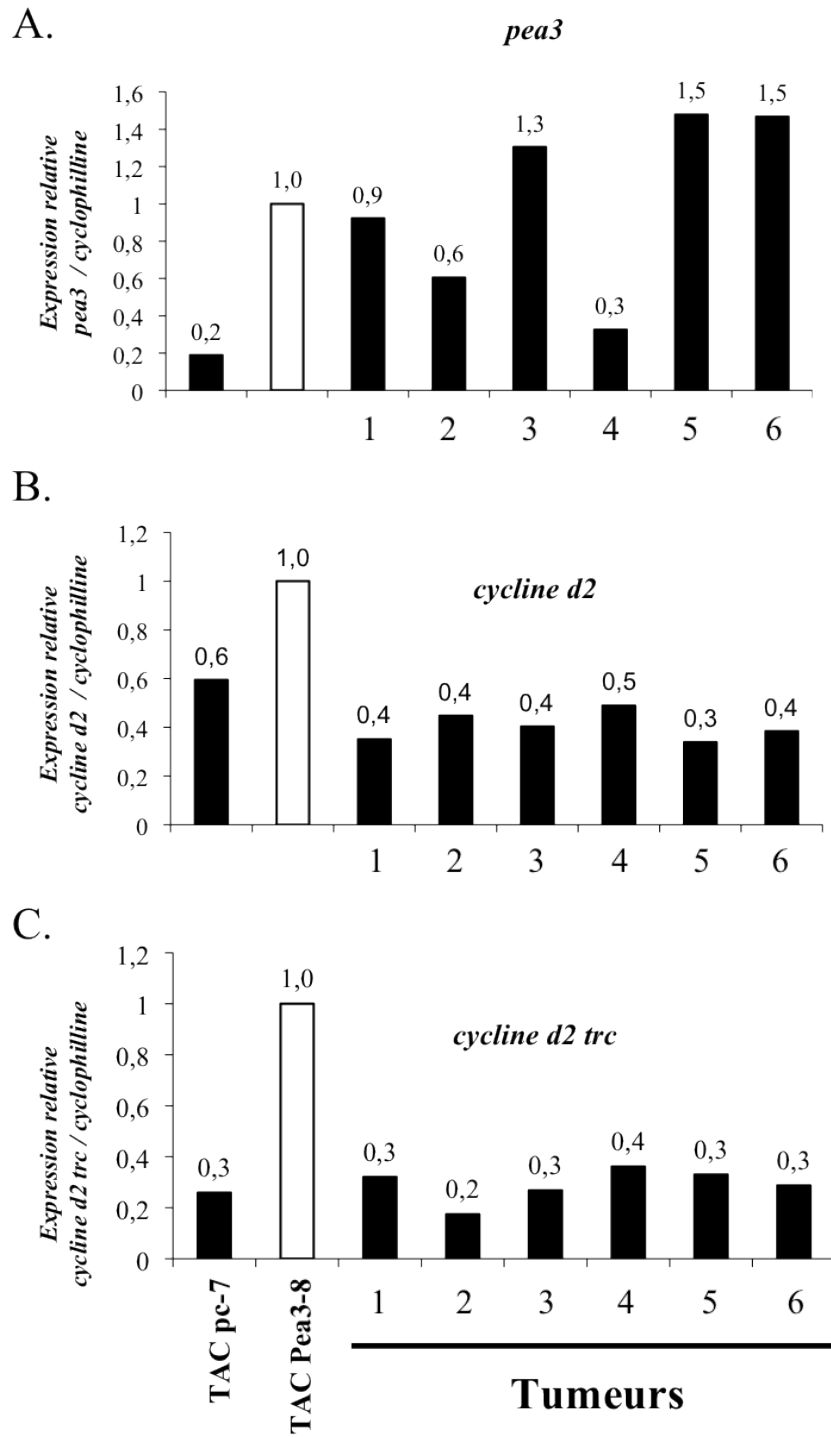 A.
pea3
Expression relative
pea3 / cyclophilline
1,6
1,4
1,2
1
0,8
0,6
0,4
0,2
0
0,2
1,0
0,9
0,6
1,3
0,3
1,5
1,5
1 2 3 4 5 6
B.
cycline d2
Expression relative
cycline d2 / cyclophilline
1,2
1
0,8
0,6
0,4
0,2
0
0,6
1,0
0,4
0,4
0,4
0,5
0,3
0,4
1 2 3 4 5 6
C.
cycline d2 trc
Expression relative
cycline d2 trc / cyclophilline
1,2
1
0,8
0,6
0,4
0,2
0
0,3
1,0
0,3
0,2
0,3
0,4
0,3
0,3
TAC pc-7
TAC Pea3-8
1 2 3 4 5 6
Tumeurs